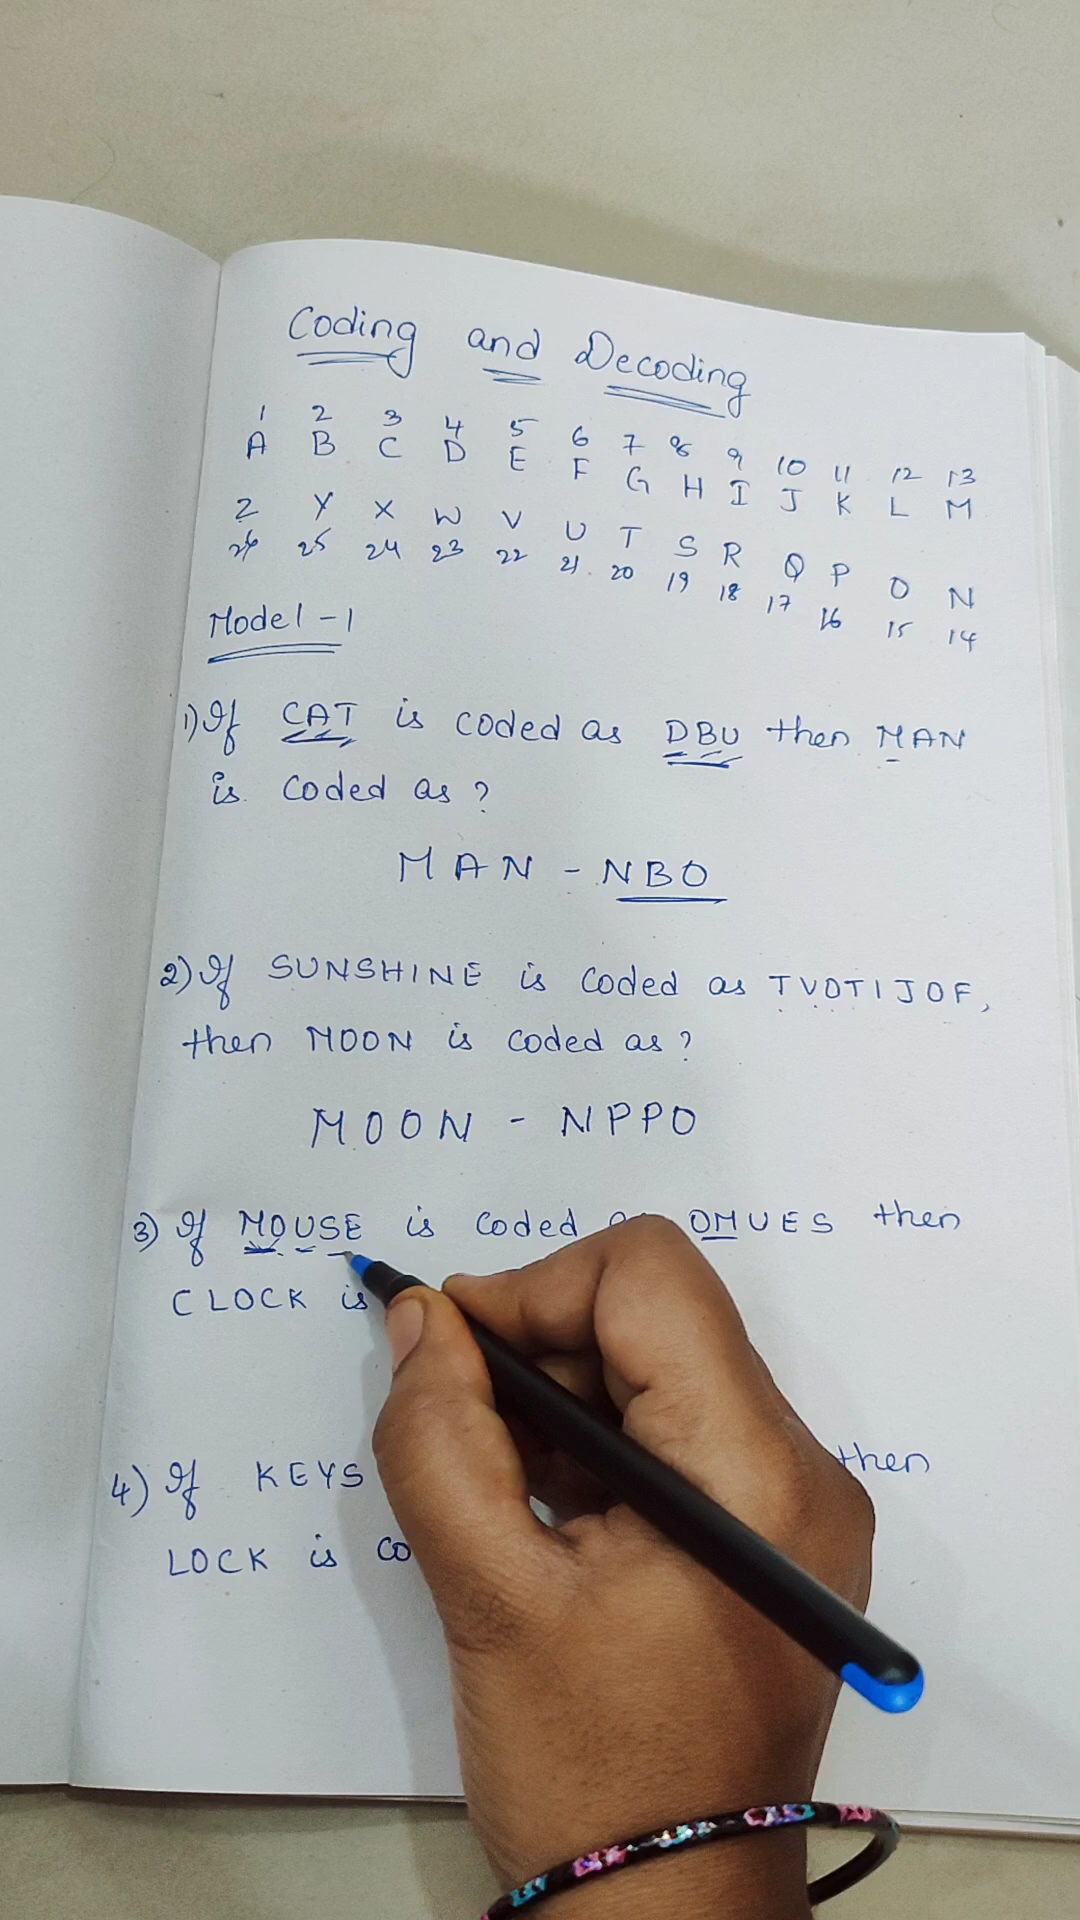 Coding and Decoding
1 2 3 4 5 6 7 8 9 10 11 12 13
A B C D E F G H I J K L M
Z Y X W V U T S R Q P O N
26 25 24 23 22 21 20 19 18 17 16 15 14
Model - 1
1) If CAT is coded as DBU then MAN
is coded as ?
MAN - NBO
2) If SUNSHINE is coded as TVOTIJOF,
then MOON is coded as ?
MOON - NPPO
3) If MOUSE is coded OMUES then
CLOCK is
4) If KEYS then
LOCK is co